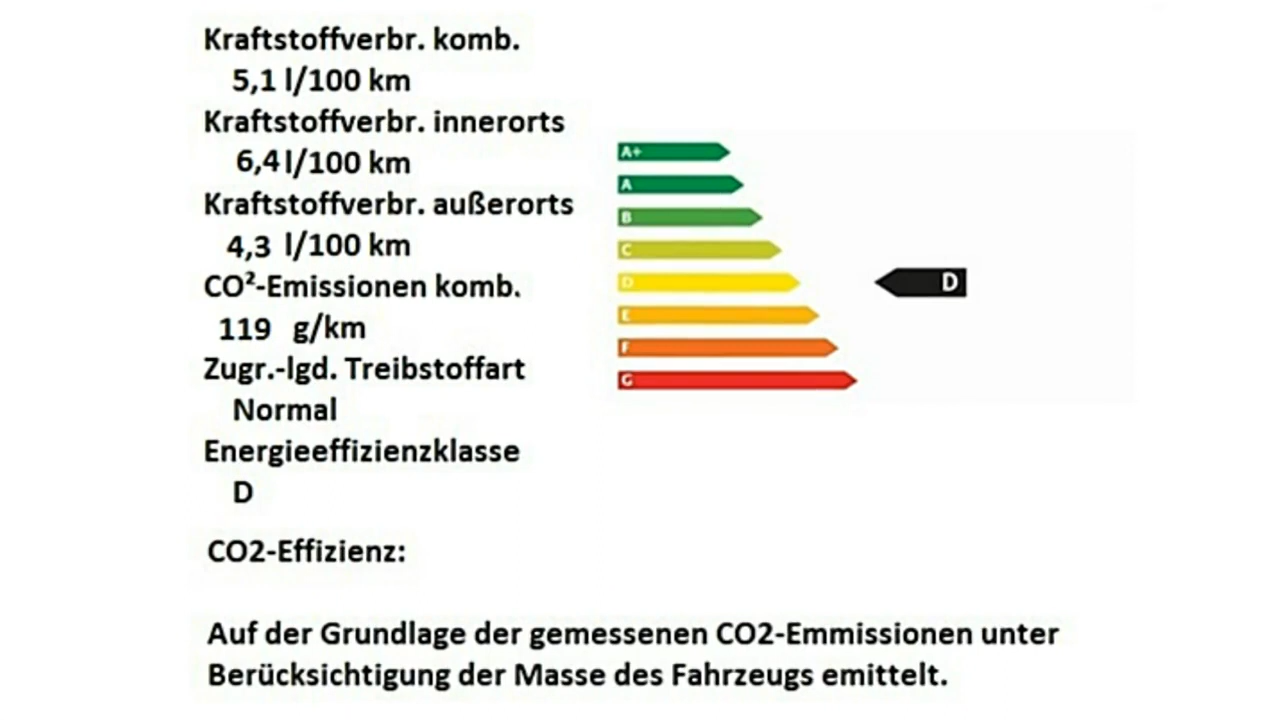 Kraftstoffverbr. komb.
5,1 l/100 km
Kraftstoffverbr. innerorts
6,4 l/100 km
Kraftstoffverbr. außerorts
4,3 l/100 km
CO²-Emissionen komb.
119 g/km
Zugr.-lgd. Treibstoffart
Normal
Energieeffizienzklasse
D
A+
A
B
C
D
D
E
F
G
CO2-Effizienz:
Auf der Grundlage der gemessenen CO2-Emmissionen unter
Berücksichtigung der Masse des Fahrzeugs emittelt.